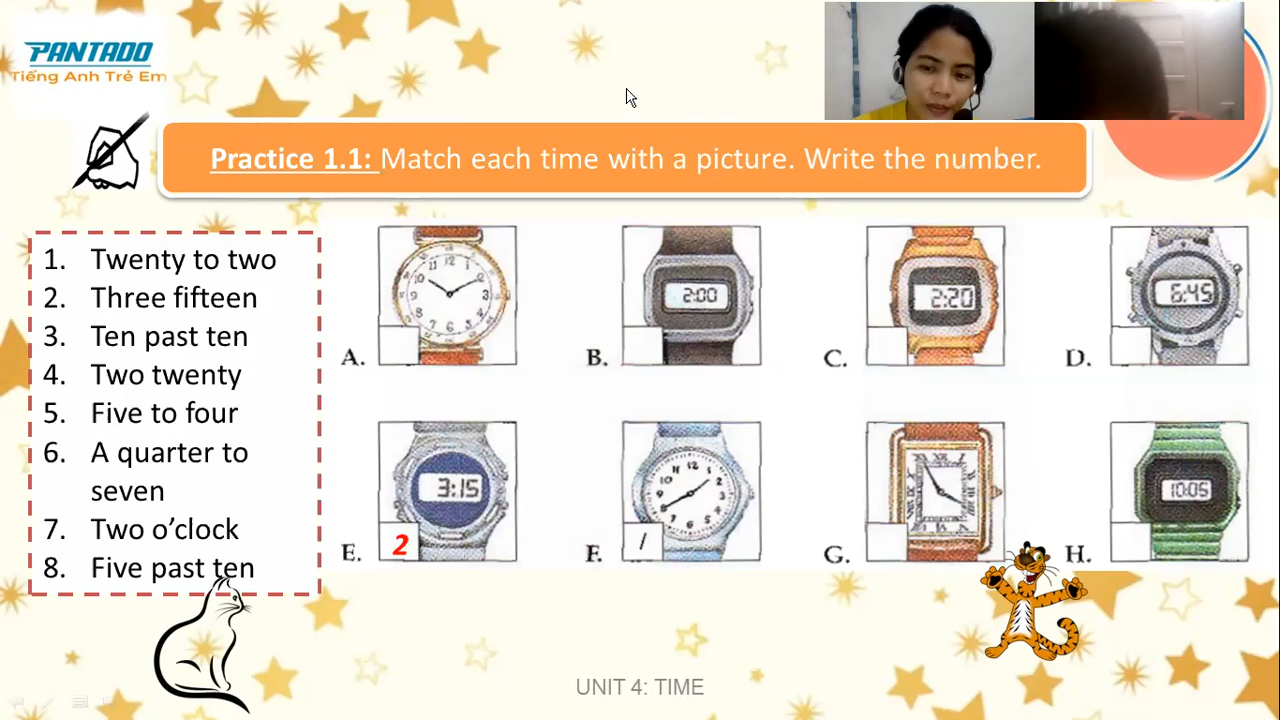 PANTADO
Tiếng Anh Trẻ Em
Practice 1.1: Match each time with a picture. Write the number.
1. Twenty to two
2. Three fifteen
3. Ten past ten
4. Two twenty
5. Five to four
6. A quarter to
seven
7. Two o’clock
8. Five past ten
A.
B.
2:00
C.
2:20
D.
6:45
E.
3:15
2
F.
1
G.
H.
10:05
UNIT 4: TIME